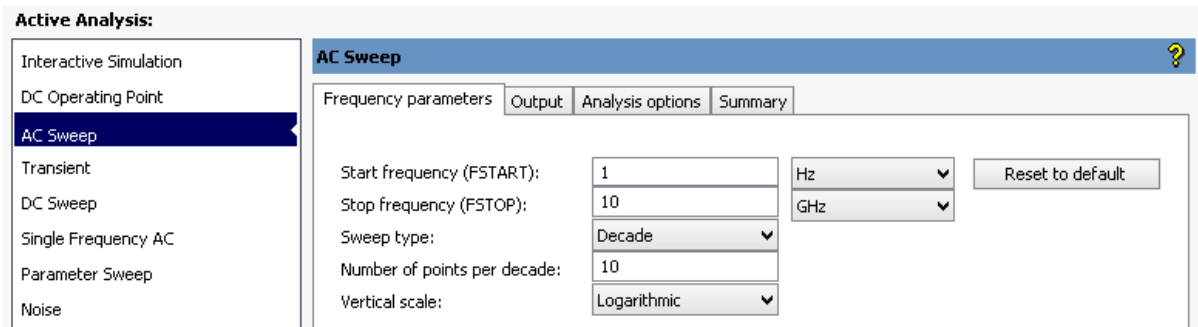 Active Analysis:
Interactive Simulation
DC Operating Point
AC Sweep
Transient
DC Sweep
Single Frequency AC
Parameter Sweep
Noise
AC Sweep
Frequency parameters Output Analysis options Summary
Start frequency (FSTART): 1 Hz Reset to default
Stop frequency (FSTOP): 10 GHz
Sweep type: Decade
Number of points per decade: 10
Vertical scale: Logarithmic